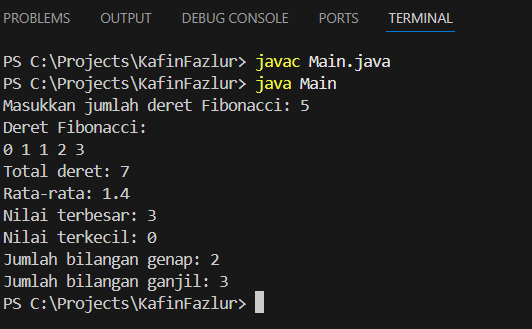 PROBLEMS OUTPUT DEBUG CONSOLE PORTS TERMINAL
PS C:\Projects\KafinFazlur> javac Main.java
PS C:\Projects\KafinFazlur> java Main
Masukkan jumlah deret Fibonacci: 5
Deret Fibonacci:
0 1 1 2 3
Total deret: 7
Rata-rata: 1.4
Nilai terbesar: 3
Nilai terkecil: 0
Jumlah bilangan genap: 2
Jumlah bilangan ganjil: 3
PS C:\Projects\KafinFazlur>